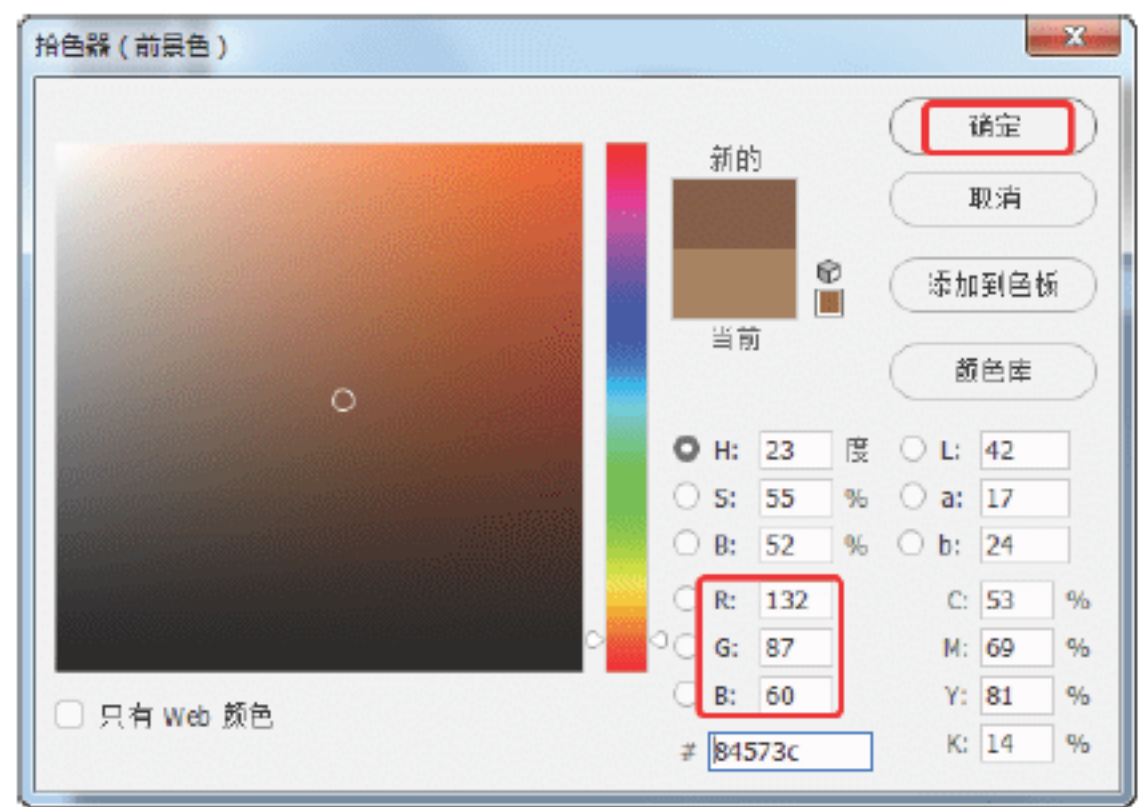 拾色器（前景色）
确定
新的
取消
添加到色板
当前
颜色库
H: 23 度 L: 42
S: 55 % a: 17
B: 52 % b: 24
R: 132 C: 53 %
G: 87 M: 69 %
B: 60 Y: 81 %
只有 Web 颜色
# 84573c K: 14 %